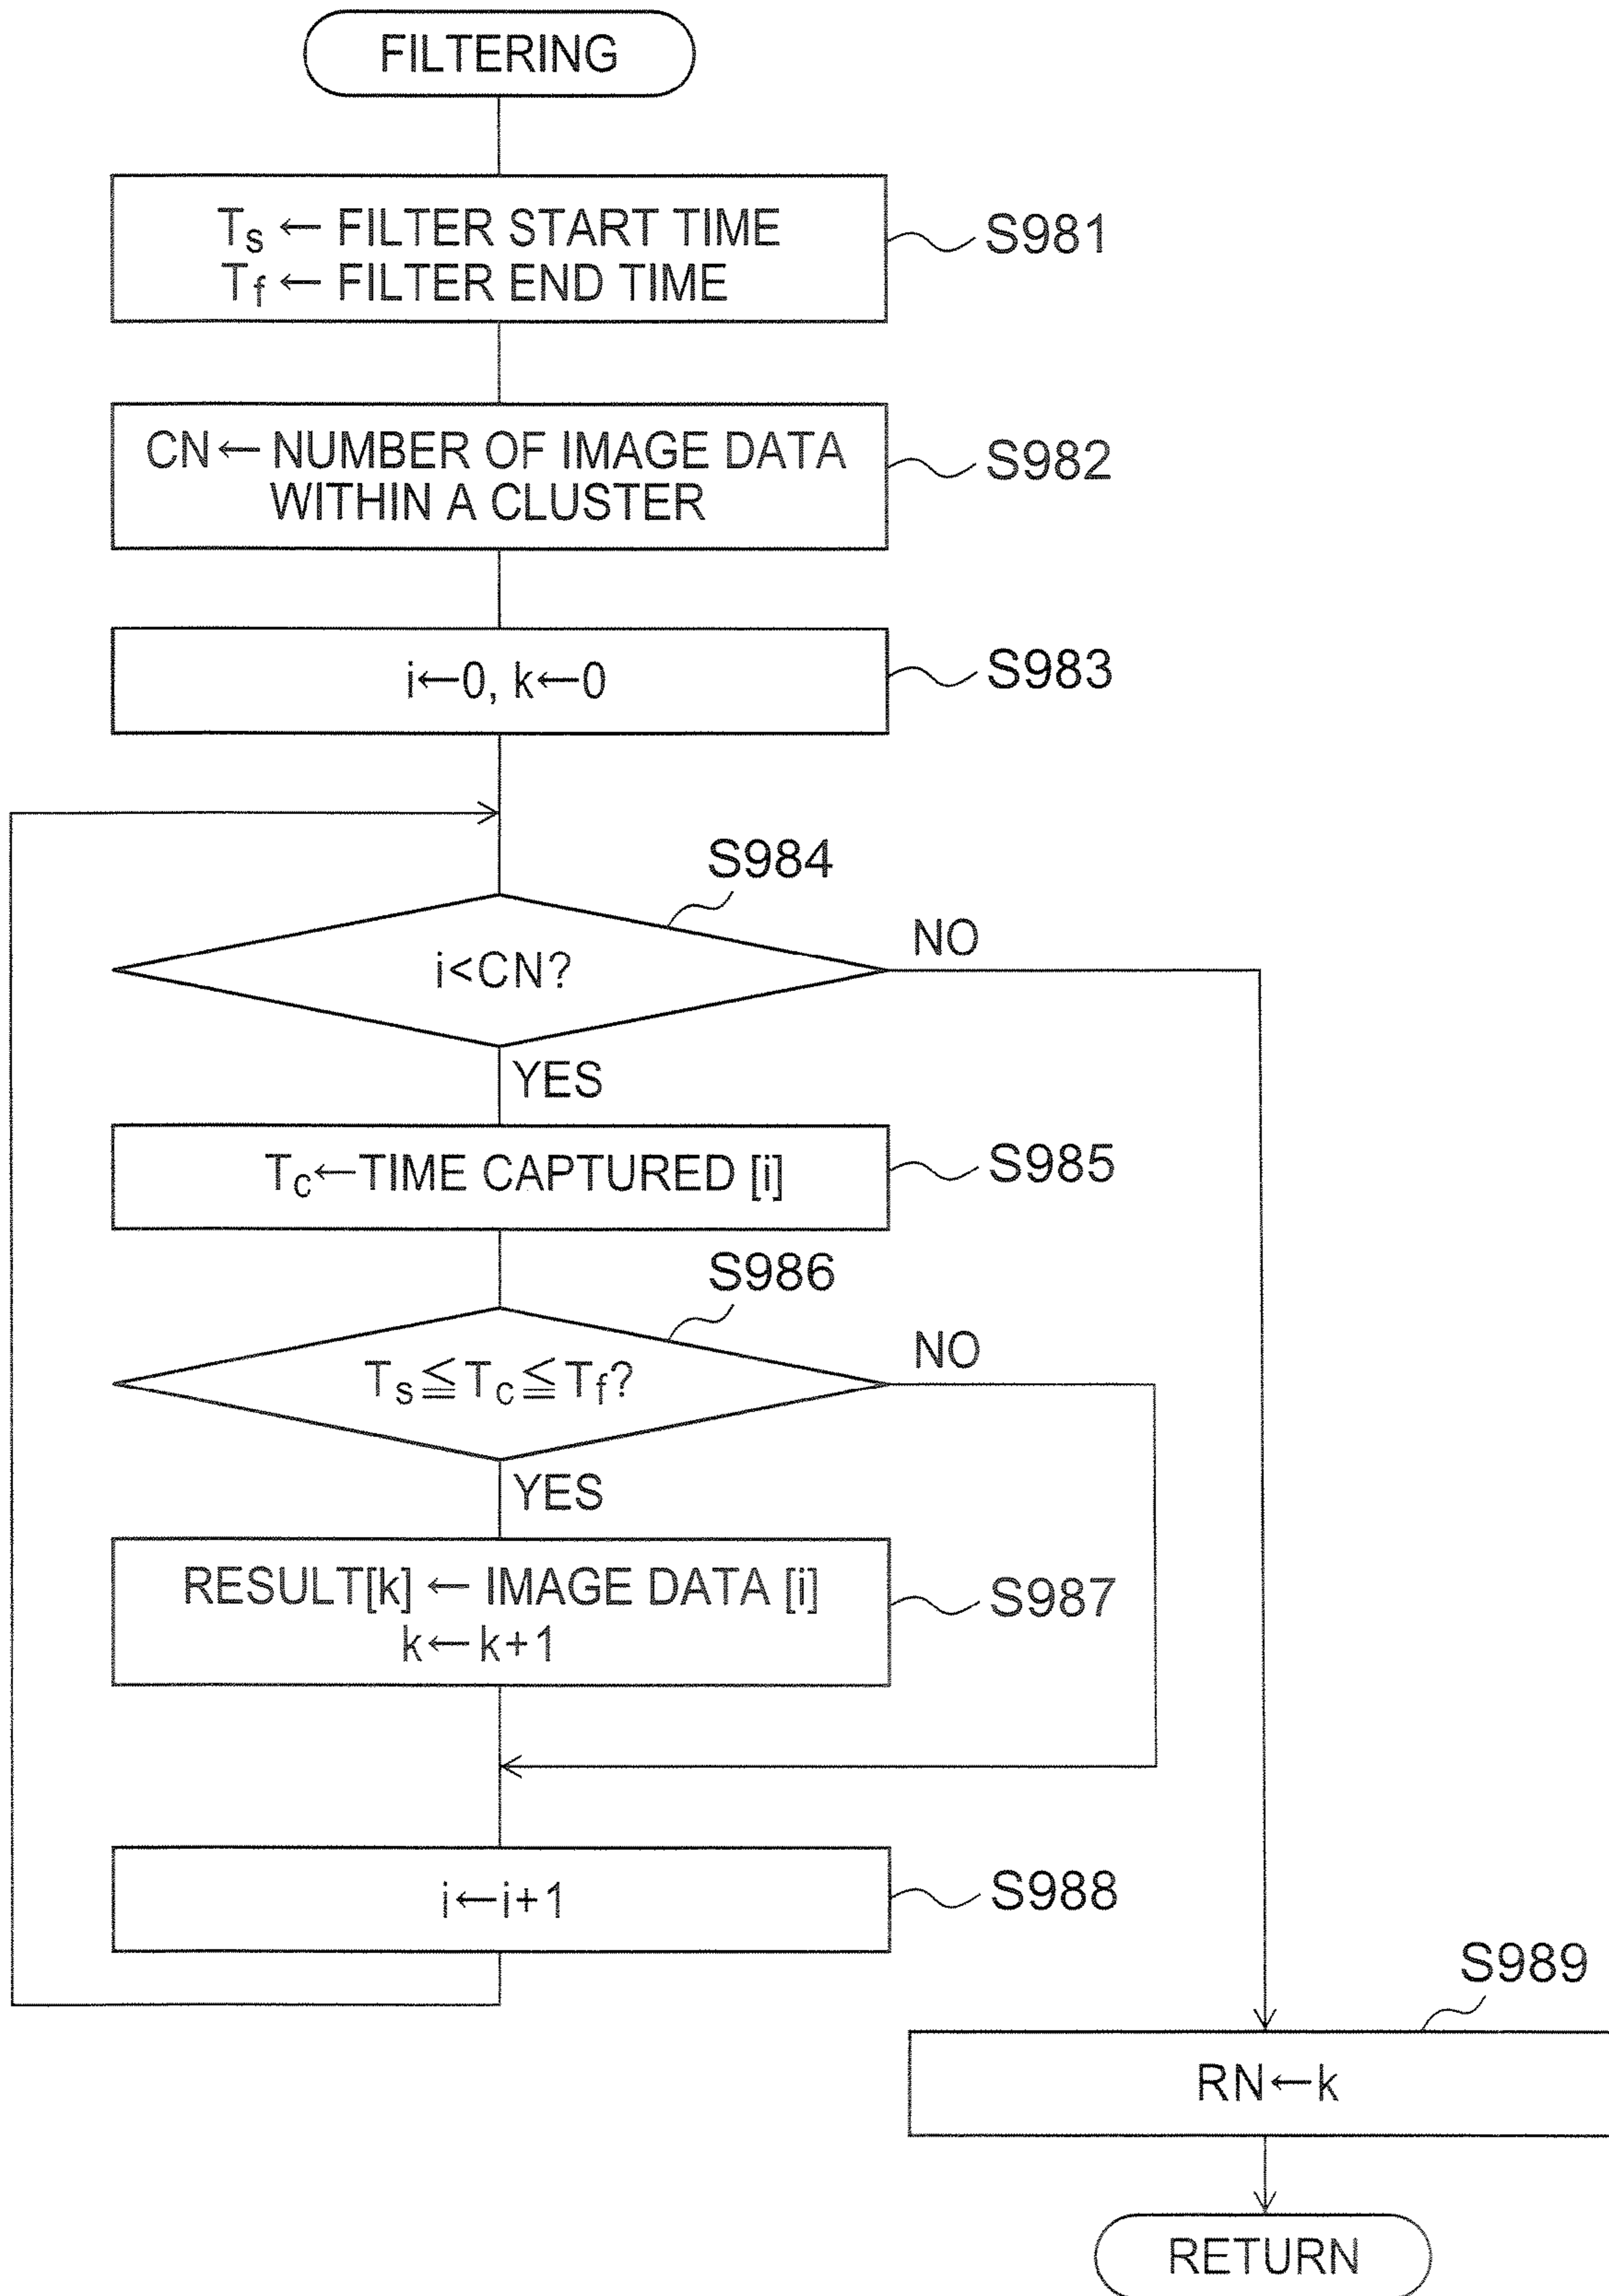 FILTERING
Ts ← FILTER START TIME
Tf ← FILTER END TIME
S981
CN ← NUMBER OF IMAGE DATA
WITHIN A CLUSTER
S982
i←0, k←0
S983
S984
i<CN?
NO
YES
Tc←TIME CAPTURED [i]
S985
S986
Ts≦Tc≦Tf?
NO
YES
RESULT[k] ← IMAGE DATA [i]
k←k+1
S987
i←i+1
S988
S989
RN←k
RETURN